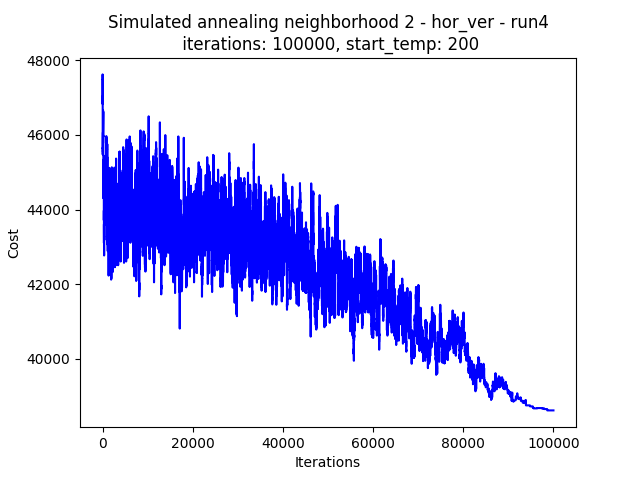 Simulated annealing neighborhood 2 - hor_ver - run4
iterations: 100000, start_temp: 200
48000
46000
44000
42000
40000
Cost
0 20000 40000 60000 80000 100000
Iterations